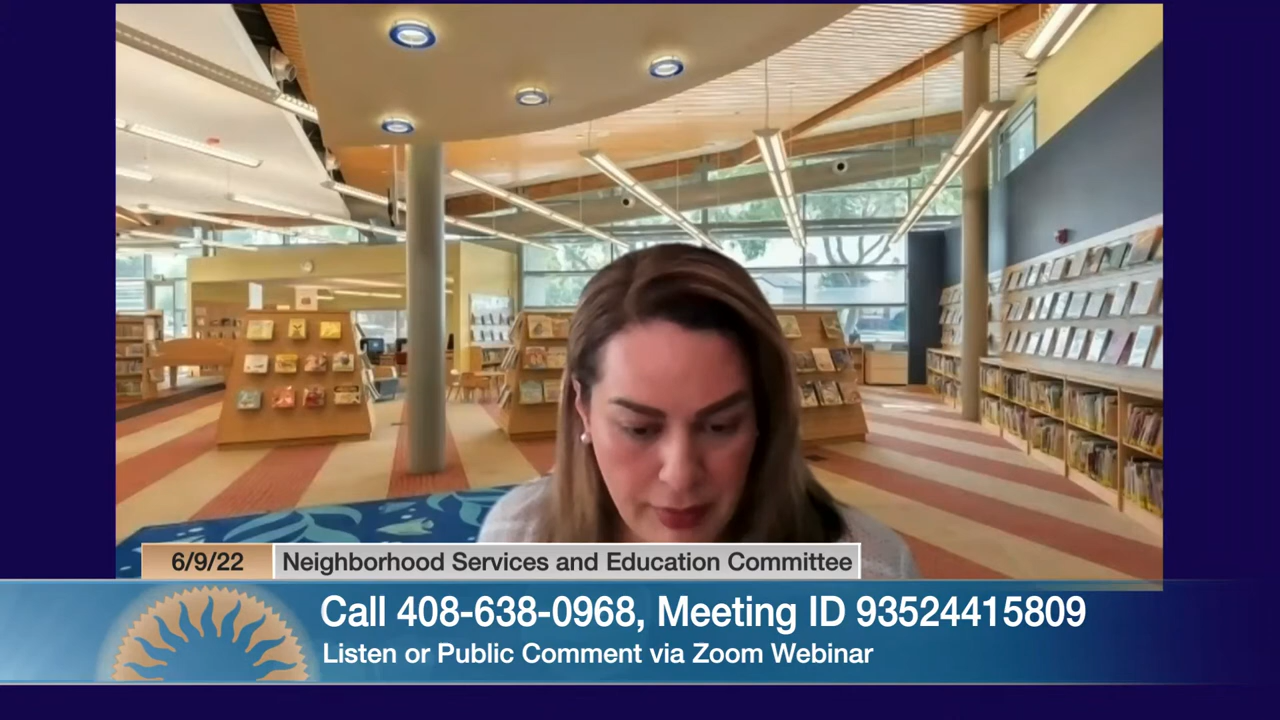 6/9/22
Neighborhood Services and Education Committee
Call 408-638-0968, Meeting ID 93524415809
Listen or Public Comment via Zoom Webinar